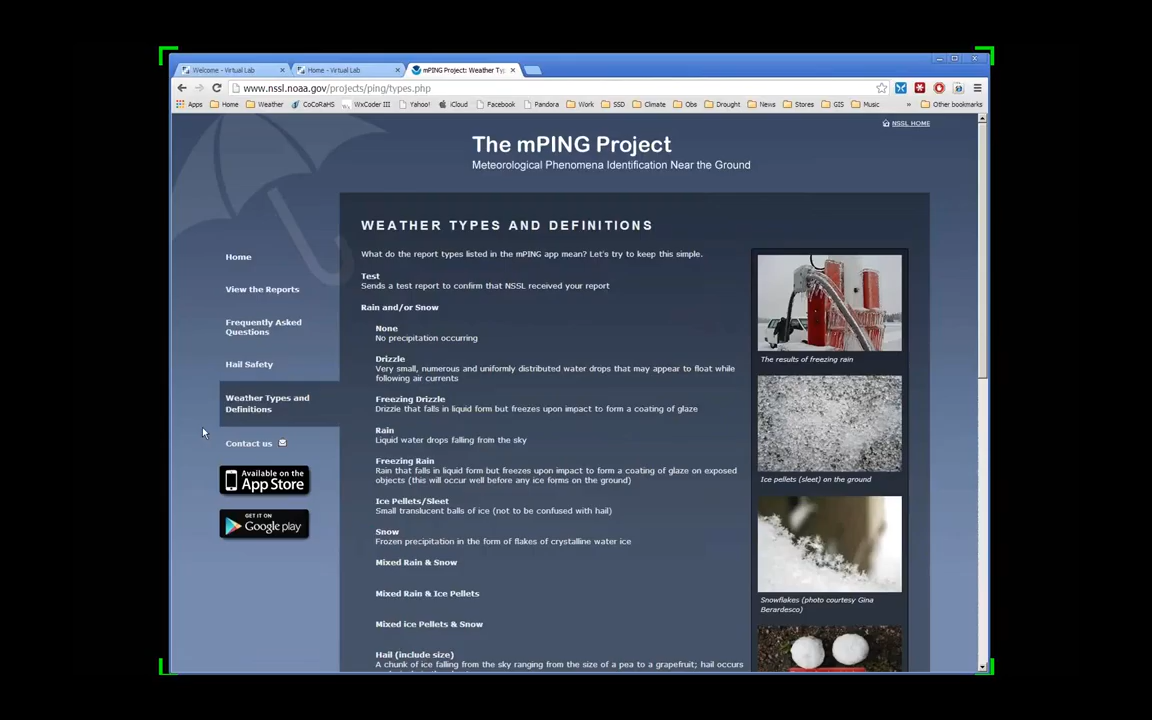 Welcome - Virtual Lab
Home - Virtual Lab
mPING Project: Weather Ty
www.nssl.noaa.gov/projects/ping/types.php
Apps
Home
Weather
CoCoRaHS
WxCoder III
Yahoo!
iCloud
Facebook
Pandora
Work
SSD
Climate
Obs
Drought
News
Stores
GIS
Music
»
Other bookmarks
NSSL HOME
The mPING Project
Meteorological Phenomena Identification Near the Ground
Home
View the Reports
Frequently Asked
Questions
Hail Safety
Weather Types and
Definitions
Contact us
Available on the
App Store
GET IT ON
Google play
WEATHER TYPES AND DEFINITIONS
What do the report types listed in the mPING app mean? Let's try to keep this simple.
Test
Sends a test report to confirm that NSSL received your report
Rain and/or Snow
None
No precipitation occurring
Drizzle
Very small, numerous and uniformly distributed water drops that may appear to float while
following air currents
Freezing Drizzle
Drizzle that falls in liquid form but freezes upon impact to form a coating of glaze
Rain
Liquid water drops falling from the sky
Freezing Rain
Rain that falls in liquid form but freezes upon impact to form a coating of glaze on exposed
objects (this will occur well before any ice forms on the ground)
Ice Pellets/Sleet
Small translucent balls of ice (not to be confused with hail)
Snow
Frozen precipitation in the form of flakes of crystalline water ice
Mixed Rain & Snow
Mixed Rain & Ice Pellets
Mixed ice Pellets & Snow
Hail (include size)
A chunk of ice falling from the sky ranging from the size of a pea to a grapefruit; hail occurs
The results of freezing rain
Ice pellets (sleet) on the ground
Snowflakes (photo courtesy Gina
Berardesco)